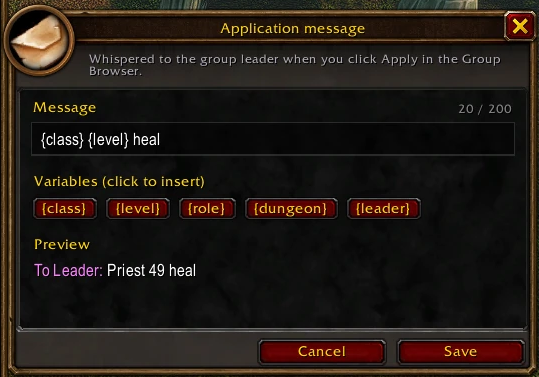 Application message
Whispered to the group leader when you click Apply in the Group
Browser.
Message
20 / 200
{class} {level} heal
Variables (click to insert)
{class} {level} {role} {dungeon} {leader}
Preview
To Leader: Priest 49 heal
Cancel Save